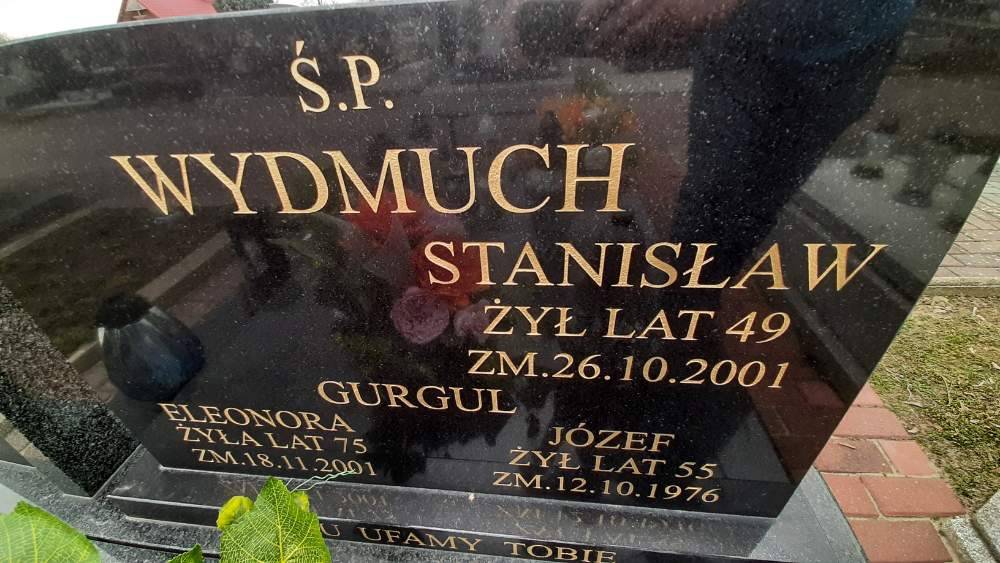 Ś.P.
WYDMUCH
STANISŁAW
ŻYŁ LAT 49
ZM.26.10.2001
GURGUL
ELEONORA
ŻYŁA LAT 75
ZM.18.11.2001
JÓZEF
ŻYŁ LAT 55
ZM.12.10.1976
UFAMY TOBIE